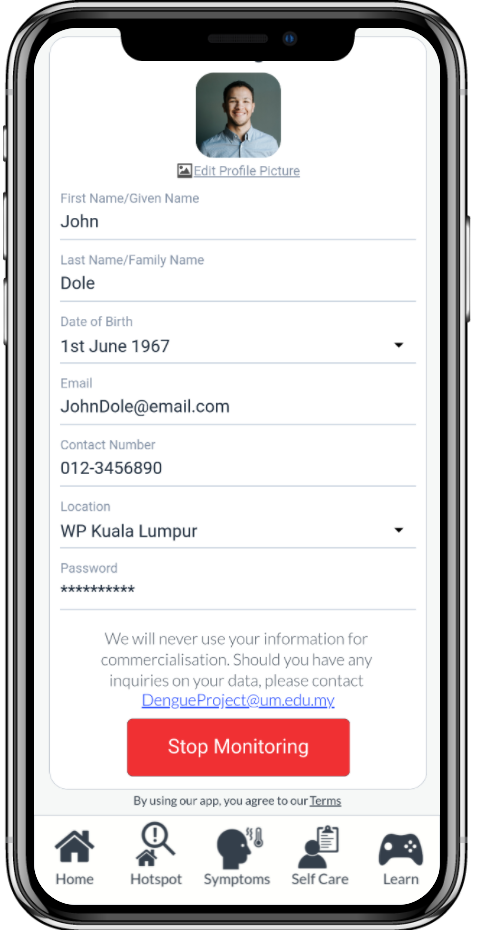 Edit Profile Picture
First Name/Given Name
John
Last Name/Family Name
Dole
Date of Birth
1st June 1967
Email
JohnDole@email.com
Contact Number
012-3456890
Location
WP Kuala Lumpur
Password
**********
We will never use your information for
commercialisation. Should you have any
inquiries on your data, please contact
DengueProject@um.edu.my
Stop Monitoring
By using our app, you agree to our Terms
Home Hotspot Symptoms Self Care Learn